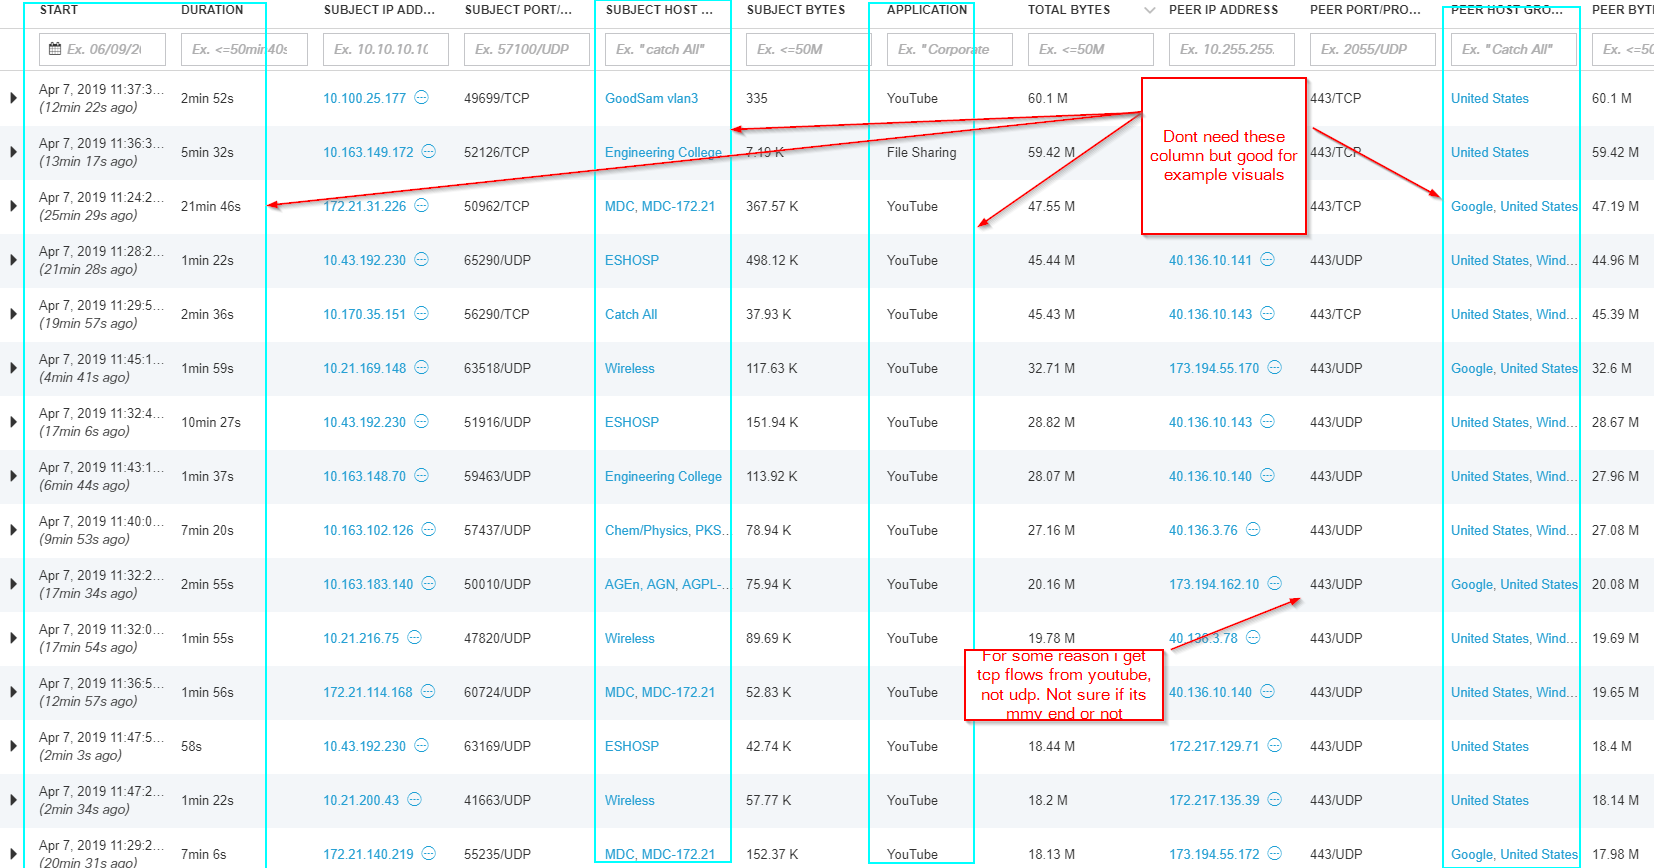 START DURATION SUBJECT IP ADD... SUBJECT PORT/... SUBJECT HOST ... SUBJECT BYTES APPLICATION TOTAL BYTES PEER IP ADDRESS PEER PORT/PRO... PEER HOST GRO... PEER BYT
Ex. 06/09/2 Ex. <=50min40s Ex. 10.10.10.1 Ex. 57100/UDP Ex. "catch All" Ex. <=50M Ex. "Corporate Ex. <=50M Ex. 10.255.255. Ex. 2055/UDP Ex. "Catch All" Ex. <=50
Apr 7, 2019 11:37:3...
(12min 22s ago)
2min 52s 10.100.25.177 49699/TCP GoodSam vlan3 335 YouTube 60.1 M 443/TCP United States 60.1 M
Apr 7, 2019 11:36:3...
(13min 17s ago)
5min 32s 10.163.149.172 52126/TCP Engineering College 7.19 K File Sharing 59.42 M 443/TCP United States 59.42 M
Apr 7, 2019 11:24:2...
(25min 29s ago)
21min 46s 172.21.31.226 50962/TCP MDC, MDC-172.21 367.57 K YouTube 47.55 M 443/TCP Google, United States 47.19 M
Apr 7, 2019 11:28:2...
(21min 28s ago)
1min 22s 10.43.192.230 65290/UDP ESHOSP 498.12 K YouTube 45.44 M 40.136.10.141 443/UDP United States, Wind... 44.96 M
Apr 7, 2019 11:29:5...
(19min 57s ago)
2min 36s 10.170.35.151 56290/TCP Catch All 37.93 K YouTube 45.43 M 40.136.10.143 443/TCP United States, Wind... 45.39 M
Apr 7, 2019 11:45:1...
(4min 41s ago)
1min 59s 10.21.169.148 63518/UDP Wireless 117.63 K YouTube 32.71 M 173.194.55.170 443/UDP Google, United States 32.6 M
Apr 7, 2019 11:32:4...
(17min 6s ago)
10min 27s 10.43.192.230 51916/UDP ESHOSP 151.94 K YouTube 28.82 M 40.136.10.143 443/UDP United States, Wind... 28.67 M
Apr 7, 2019 11:43:1...
(6min 44s ago)
1min 37s 10.163.148.70 59463/UDP Engineering College 113.92 K YouTube 28.07 M 40.136.10.140 443/UDP United States, Wind... 27.96 M
Apr 7, 2019 11:40:0...
(9min 53s ago)
7min 20s 10.163.102.126 57437/UDP Chem/Physics, PKS... 78.94 K YouTube 27.16 M 40.136.3.76 443/UDP United States, Wind... 27.08 M
Apr 7, 2019 11:32:2...
(17min 34s ago)
2min 55s 10.163.183.140 50010/UDP AGEn, AGN, AGPL-... 75.94 K YouTube 20.16 M 173.194.162.10 443/UDP Google, United States 20.08 M
Apr 7, 2019 11:32:0...
(17min 54s ago)
1min 55s 10.21.216.75 47820/UDP Wireless 89.69 K YouTube 19.78 M 40.136.3.78 443/UDP United States, Wind... 19.69 M
Apr 7, 2019 11:36:5...
(12min 57s ago)
1min 56s 172.21.114.168 60724/UDP MDC, MDC-172.21 52.83 K YouTube 40.136.10.140 443/UDP United States, Wind... 19.65 M
Apr 7, 2019 11:47:5...
(2min 3s ago)
58s 10.43.192.230 63169/UDP ESHOSP 42.74 K YouTube 18.44 M 172.217.129.71 443/UDP United States 18.4 M
Apr 7, 2019 11:47:2...
(2min 34s ago)
1min 22s 10.21.200.43 41663/UDP Wireless 57.77 K YouTube 18.2 M 172.217.135.39 443/UDP United States 18.14 M
Apr 7, 2019 11:29:2...
(20min 31s ago)
7min 6s 172.21.140.219 55235/UDP MDC, MDC-172.21 152.37 K YouTube 18.13 M 173.194.55.172 443/UDP Google, United States 17.98 M
Dont need these
column but good for
example visuals
For some reason i get
tcp flows from youtube,
not udp. Not sure if its
mmy end or not